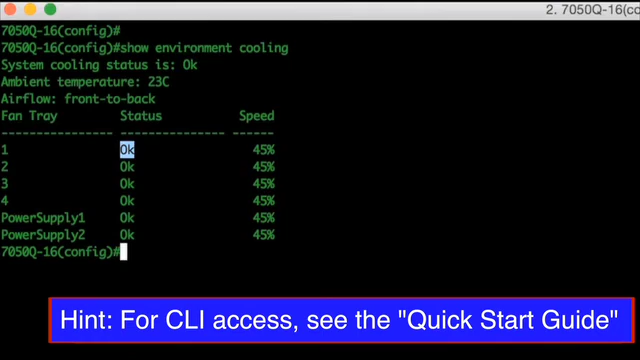 2. 7050Q-16(co
7050Q-16(config)#
7050Q-16(config)#show environment cooling
System cooling status is: Ok
Ambient temperature: 23C
Airflow: front-to-back
Fan Tray Status Speed
---------------- --------------- ------
1 Ok 45%
2 Ok 45%
3 Ok 45%
4 Ok 45%
PowerSupply1 Ok 45%
PowerSupply2 Ok 45%
7050Q-16(config)#
Hint: For CLI access, see the "Quick Start Guide"